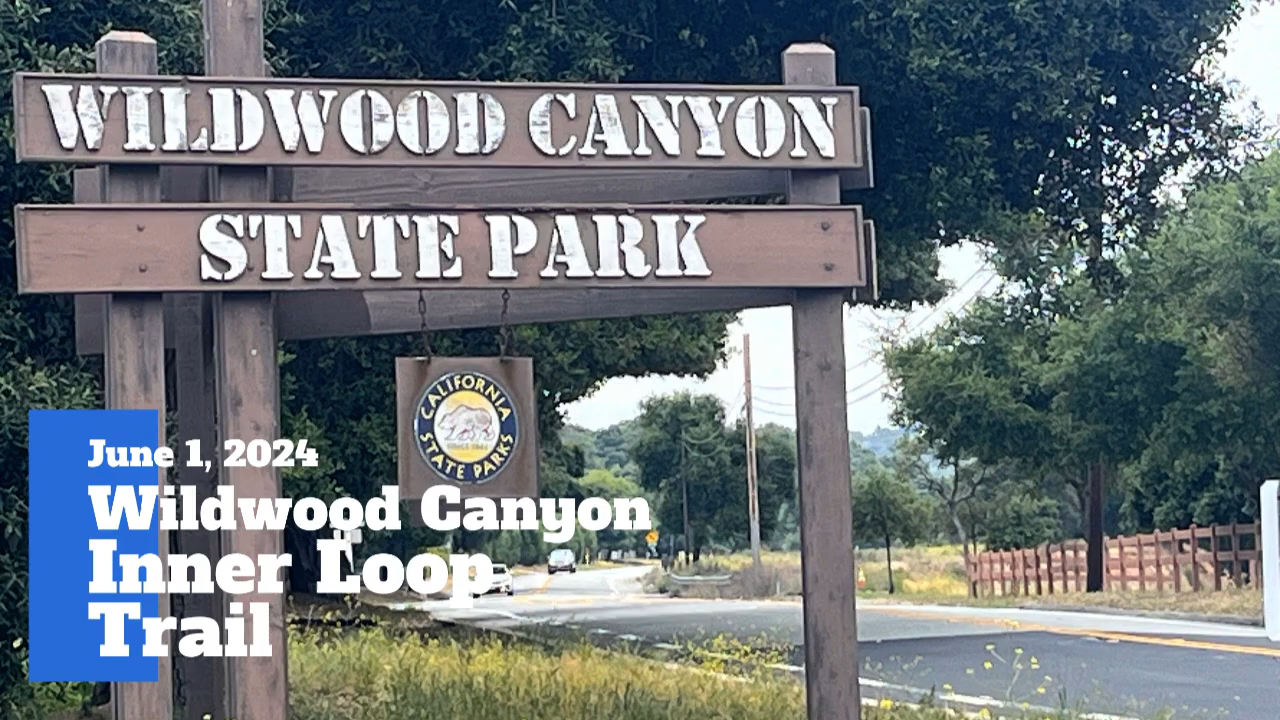 WILDWOOD CANYON
STATE PARK
CALIFORNIA
STATE PARKS
June 1, 2024
Wildwood Canyon
Inner Loop
Trail